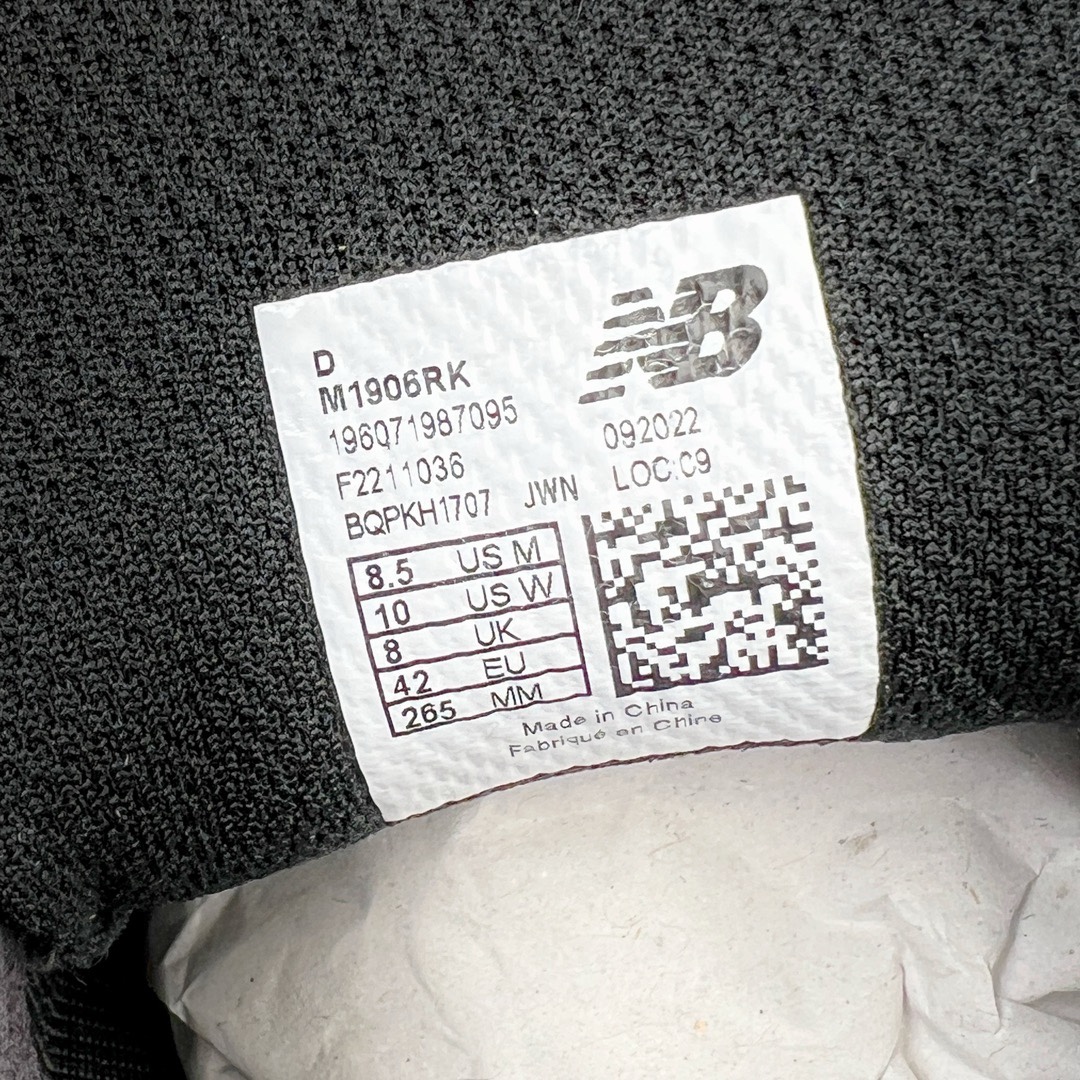 NB
D
M1906RK
196071987095
092022
F2211036
LOC:C9
BQPKH1707 JWN
8.5 US M
10 US W
8 UK
42 EU
265 MM
Made in China
Fabriqué en Chine